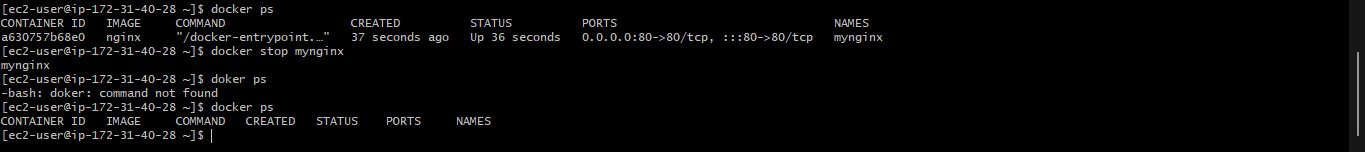 [ec2-user@ip-172-31-40-28 ~]$ docker ps
CONTAINER ID   IMAGE     COMMAND                  CREATED          STATUS          PORTS                               NAMES
a630757b68e0   nginx     "/docker-entrypoint.…"   37 seconds ago   Up 36 seconds   0.0.0.0:80->80/tcp, :::80->80/tcp   mynginx
[ec2-user@ip-172-31-40-28 ~]$ docker stop mynginx
mynginx
[ec2-user@ip-172-31-40-28 ~]$ doker ps
-bash: doker: command not found
[ec2-user@ip-172-31-40-28 ~]$ docker ps
CONTAINER ID   IMAGE     COMMAND   CREATED   STATUS    PORTS     NAMES
[ec2-user@ip-172-31-40-28 ~]$